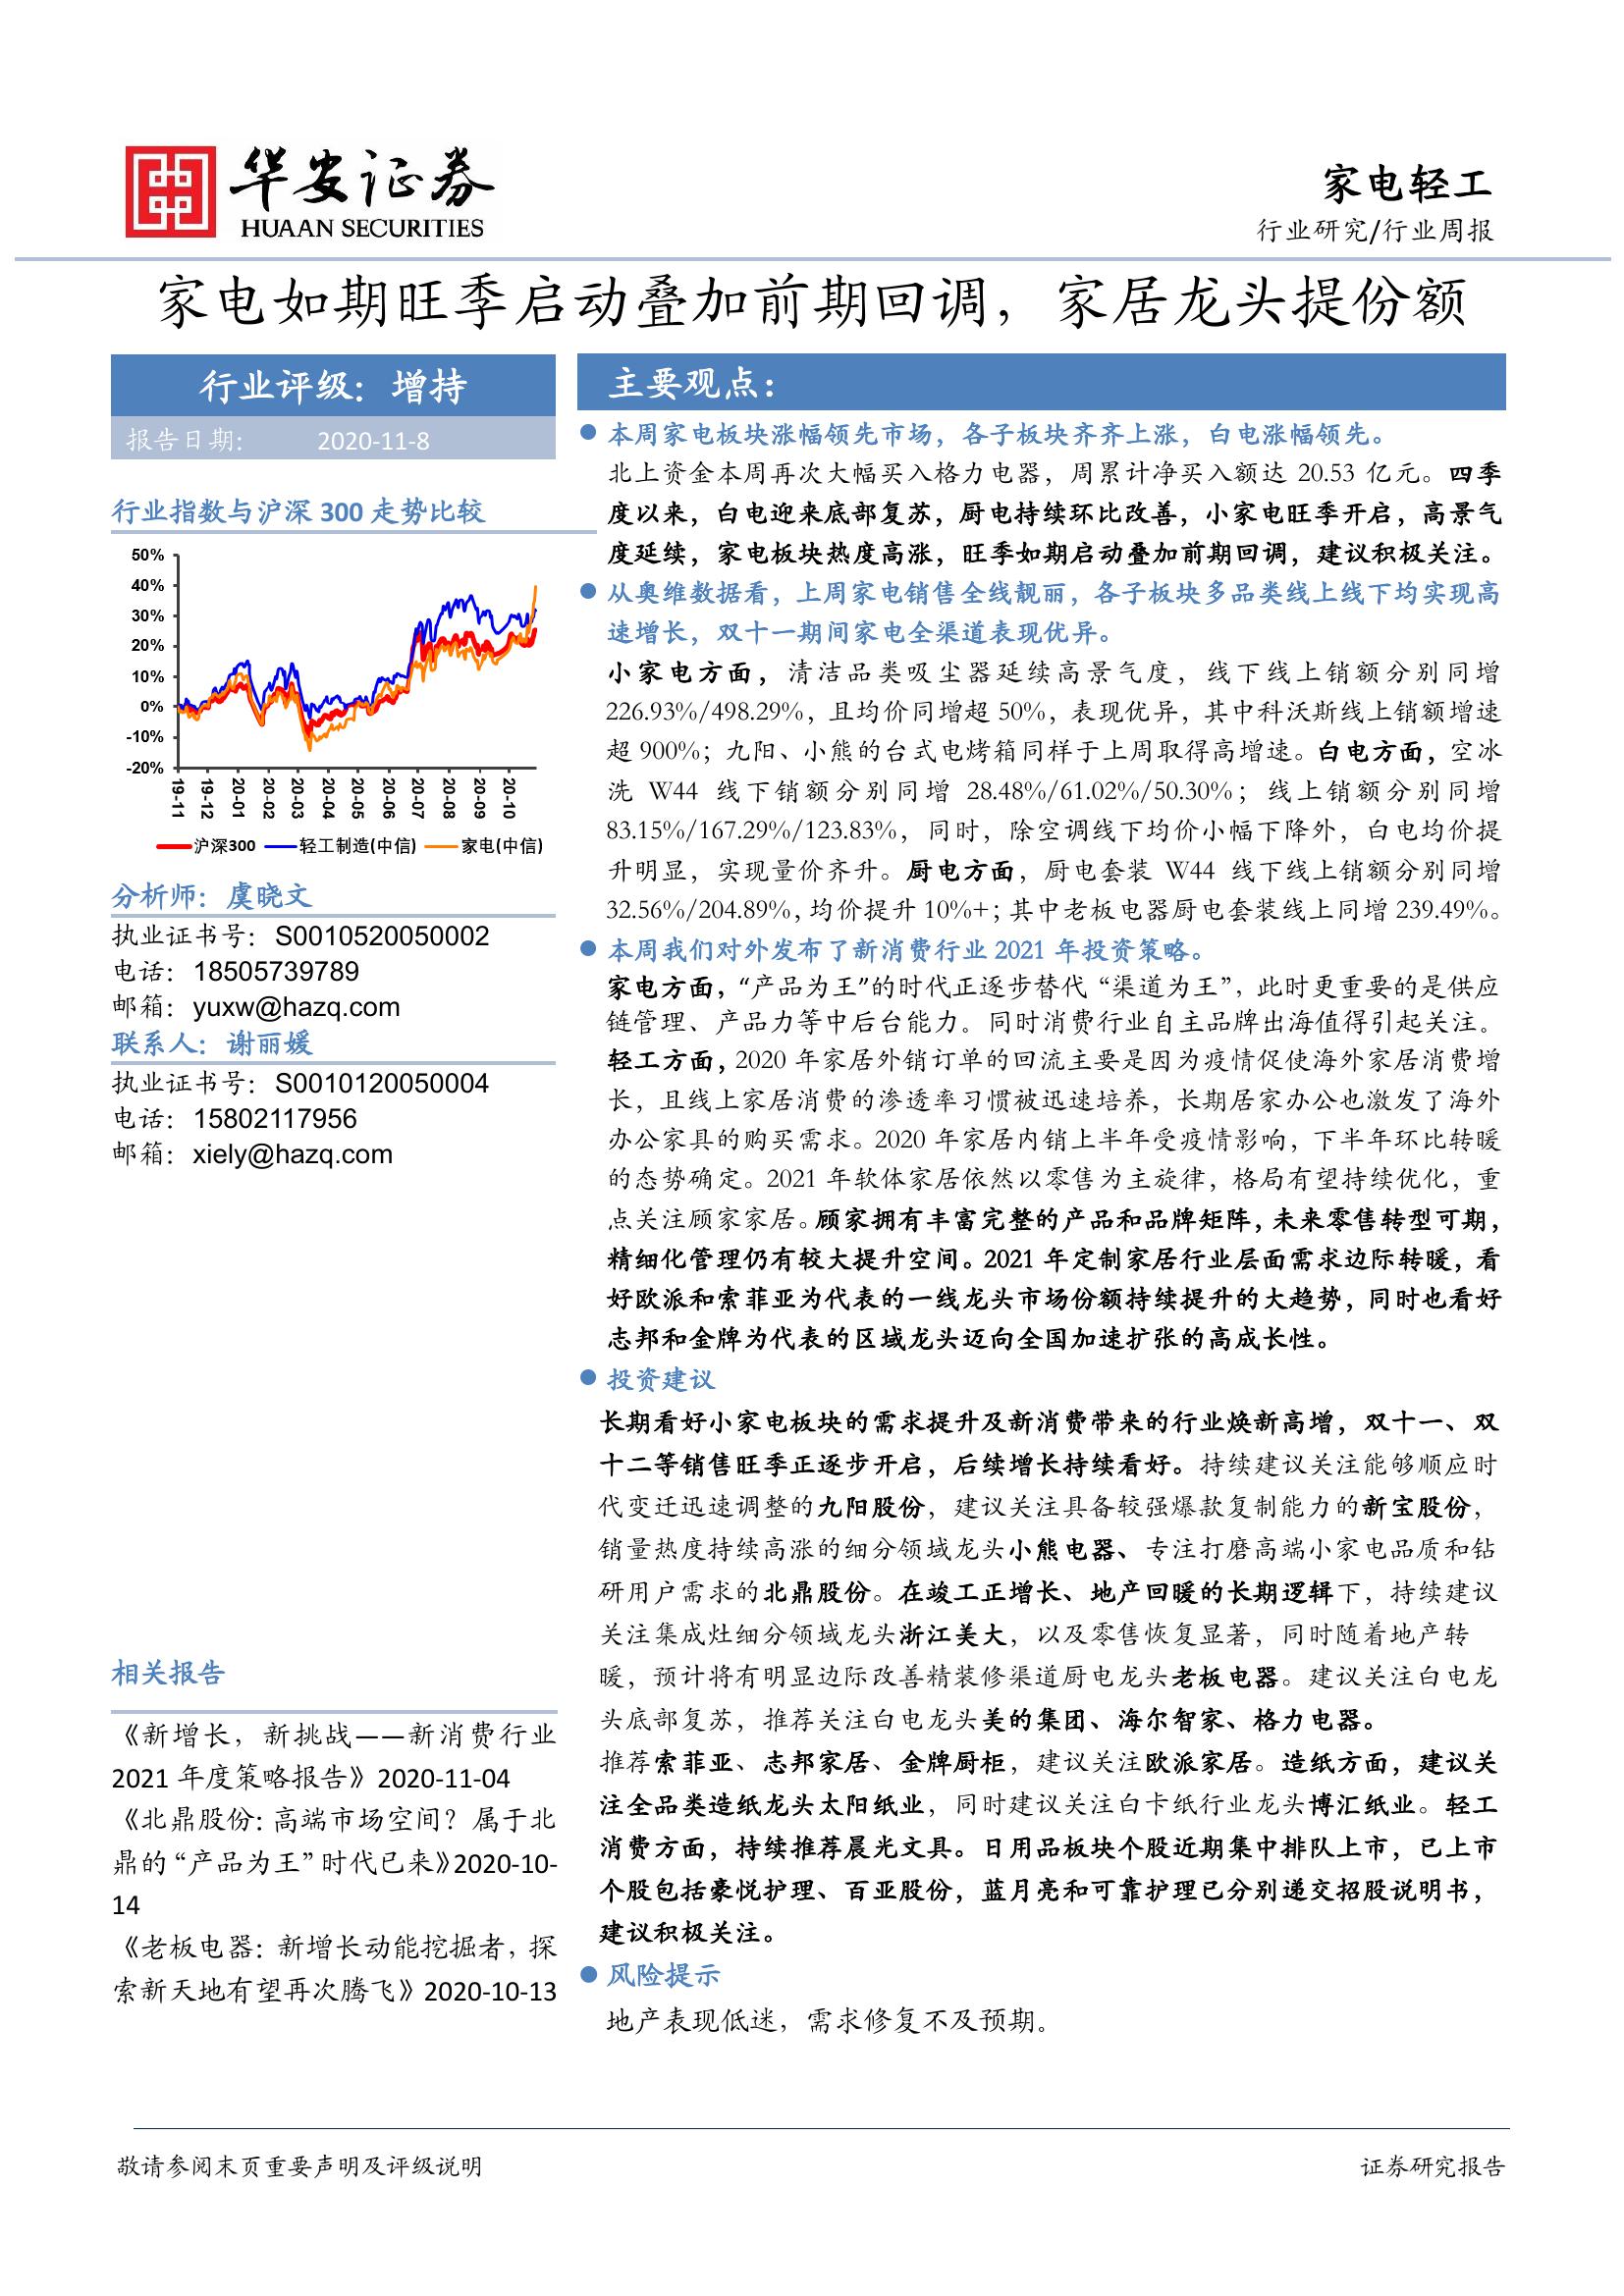 华安证券
HUAAN SECURITIES
家电轻工
行业研究/行业周报
家电如期旺季启动叠加前期回调，家居龙头提份额
行业评级：增持
报告日期： 2020-11-8
行业指数与沪深 300 走势比较
50%
40%
30%
20%
10%
0%
-10%
-20%
19-11
19-12
20-01
20-02
20-03
20-04
20-05
20-06
20-07
20-08
20-09
20-10
沪深300 轻工制造(中信) 家电(中信)
分析师：虞晓文
执业证书号：S0010520050002
电话：18505739789
邮箱：yuxw@hazq.com
联系人：谢丽媛
执业证书号：S0010120050004
电话：15802117956
邮箱：xiely@hazq.com
相关报告
《新增长，新挑战——新消费行业
2021 年度策略报告》2020-11-04
《北鼎股份：高端市场空间？属于北
鼎的“产品为王”时代已来》2020-10-
14
《老板电器：新增长动能挖掘者，探
索新天地有望再次腾飞》2020-10-13
主要观点：
本周家电板块涨幅领先市场，各子板块齐齐上涨，白电涨幅领先。
北上资金本周再次大幅买入格力电器，周累计净买入额达 20.53 亿元。四季
度以来，白电迎来底部复苏，厨电持续环比改善，小家电旺季开启，高景气
度延续，家电板块热度高涨，旺季如期启动叠加前期回调，建议积极关注。
从奥维数据看，上周家电销售全线靓丽，各子板块多品类线上线下均实现高
速增长，双十一期间家电全渠道表现优异。
小家电方面，清洁品类吸尘器延续高景气度，线下线上销额分别同增
226.93%/498.29%，且均价同增超 50%，表现优异，其中科沃斯线上销额增速
超 900%；九阳、小熊的台式电烤箱同样于上周取得高增速。白电方面，空冰
洗 W44 线下销额分别同增 28.48%/61.02%/50.30%；线上销额分别同增
83.15%/167.29%/123.83%，同时，除空调线下均价小幅下降外，白电均价提
升明显，实现量价齐升。厨电方面，厨电套装 W44 线下线上销额分别同增
32.56%/204.89%，均价提升 10%+；其中老板电器厨电套装线上同增 239.49%。
本周我们对外发布了新消费行业 2021 年投资策略。
家电方面，“产品为王”的时代正逐步替代“渠道为王”，此时更重要的是供应
链管理、产品力等中后台能力。同时消费行业自主品牌出海值得引起关注。
轻工方面，2020 年家居外销订单的回流主要是因为疫情促使海外家居消费增
长，且线上家居消费的渗透率习惯被迅速培养，长期居家办公也激发了海外
办公家具的购买需求。2020 年家居内销上半年受疫情影响，下半年环比转暖
的态势确定。2021 年软体家居依然以零售为主旋律，格局有望持续优化，重
点关注顾家家居。顾家拥有丰富完整的产品和品牌矩阵，未来零售转型可期，
精细化管理仍有较大提升空间。2021 年定制家居行业层面需求边际转暖，看
好欧派和索菲亚为代表的一线龙头市场份额持续提升的大趋势，同时也看好
志邦和金牌为代表的区域龙头迈向全国加速扩张的高成长性。
投资建议
长期看好小家电板块的需求提升及新消费带来的行业焕新高增，双十一、双
十二等销售旺季正逐步开启，后续增长持续看好。持续建议关注能够顺应时
代变迁迅速调整的九阳股份，建议关注具备较强爆款复制能力的新宝股份，
销量热度持续高涨的细分领域龙头小熊电器、专注打磨高端小家电品质和钻
研用户需求的北鼎股份。在竣工正增长、地产回暖的长期逻辑下，持续建议
关注集成灶细分领域龙头浙江美大，以及零售恢复显著，同时随着地产转
暖，预计将有明显边际改善精装修渠道厨电龙头老板电器。建议关注白电龙
头底部复苏，推荐关注白电龙头美的集团、海尔智家、格力电器。
推荐索菲亚、志邦家居、金牌厨柜，建议关注欧派家居。造纸方面，建议关
注全品类造纸龙头太阳纸业，同时建议关注白卡纸行业龙头博汇纸业。轻工
消费方面，持续推荐晨光文具。日用品板块个股近期集中排队上市，已上市
个股包括豪悦护理、百亚股份，蓝月亮和可靠护理已分别递交招股说明书，
建议积极关注。
风险提示
地产表现低迷，需求修复不及预期。
敬请参阅末页重要声明及评级说明
证券研究报告